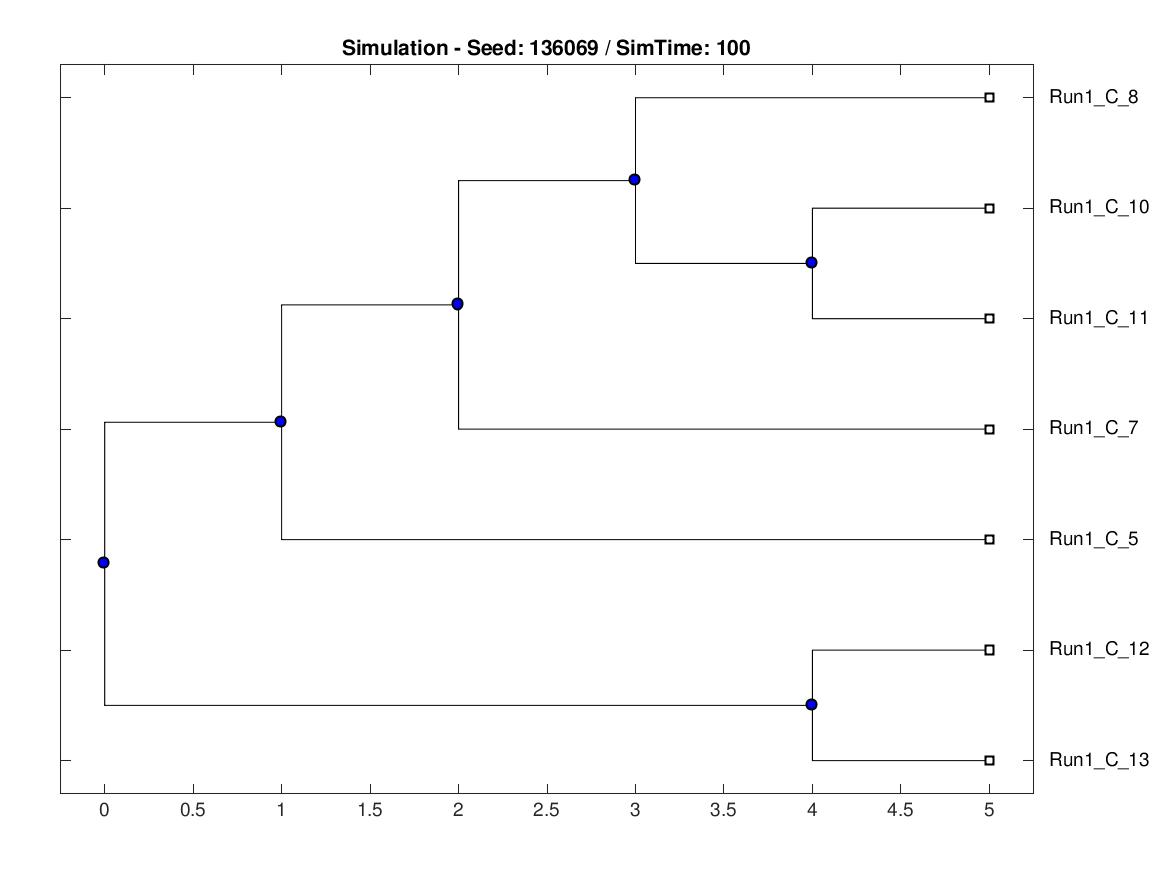 Simulation - Seed: 136069 / SimTime: 100
Run1_C_8
Run1_C_10
Run1_C_11
Run1_C_7
Run1_C_5
Run1_C_12
Run1_C_13
0 0.5 1 1.5 2 2.5 3 3.5 4 4.5 5